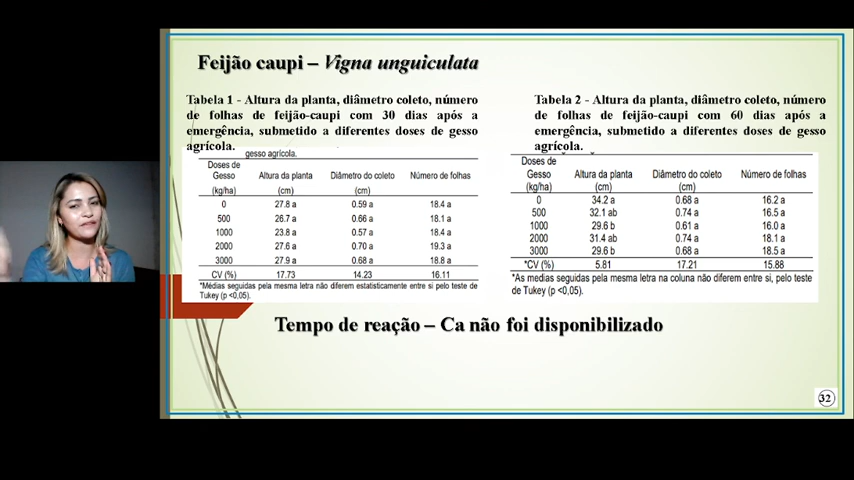 Feijão caupi – Vigna unguiculata
Tabela 1 - Altura da planta, diâmetro coleto, número
de folhas de feijão-caupi com 30 dias após a
emergência, submetido a diferentes doses de gesso
agrícola.
gesso agrícola.
Doses de
Gesso Altura da planta Diâmetro do coleto Número de folhas
(kg/ha) (cm) (cm)
0 27.8 a 0.59 a 18.4 a
500 26.7 a 0.66 a 18.1 a
1000 23.8 a 0.57 a 18.4 a
2000 27.6 a 0.70 a 19.3 a
3000 27.9 a 0.68 a 18.8 a
CV (%) 17.73 14.23 16.11
*Médias seguidas pela mesma letra não diferem estatisticamente entre si pelo teste de
Tukey (p <0,05).
Tabela 2 - Altura da planta, diâmetro coleto, número
de folhas de feijão-caupi com 60 dias após a
emergência, submetido a diferentes doses de gesso
agrícola.
Doses de
Gesso Altura da planta Diâmetro do coleto Número de folhas
(kg/ha) (cm) (cm)
0 34.2 a 0.68 a 16.2 a
500 32.1 ab 0.74 a 16.5 a
1000 29.6 b 0.61 a 16.0 a
2000 31.4 ab 0.74 a 18.1 a
3000 29.6 b 0.68 a 18.5 a
*CV (%) 5.81 17.21 15.88
*As medias seguidas pela mesma letra na coluna não diferem entre si, pelo teste
de Tukey (p <0,05).
Tempo de reação – Ca não foi disponibilizado
32